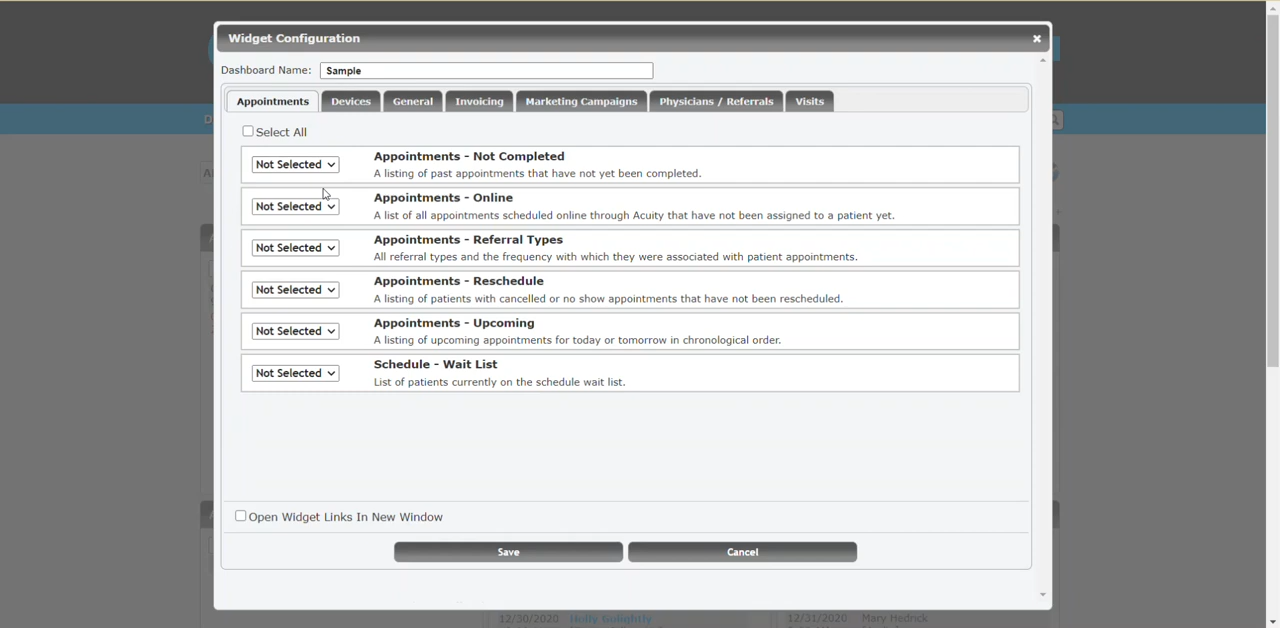 Widget Configuration
Dashboard Name: Sample
Appointments Devices General Invoicing Marketing Campaigns Physicians / Referrals Visits
Select All
Not Selected Appointments - Not Completed
A listing of past appointments that have not yet been completed.
Not Selected Appointments - Online
A list of all appointments scheduled online through Acuity that have not been assigned to a patient yet.
Not Selected Appointments - Referral Types
All referral types and the frequency with which they were associated with patient appointments.
Not Selected Appointments - Reschedule
A listing of patients with cancelled or no show appointments that have not been rescheduled.
Not Selected Appointments - Upcoming
A listing of upcoming appointments for today or tomorrow in chronological order.
Not Selected Schedule - Wait List
List of patients currently on the schedule wait list.
Open Widget Links In New Window
Save Cancel
12/30/2020 Holly Golightly 12/31/2020 Mary Hedrick